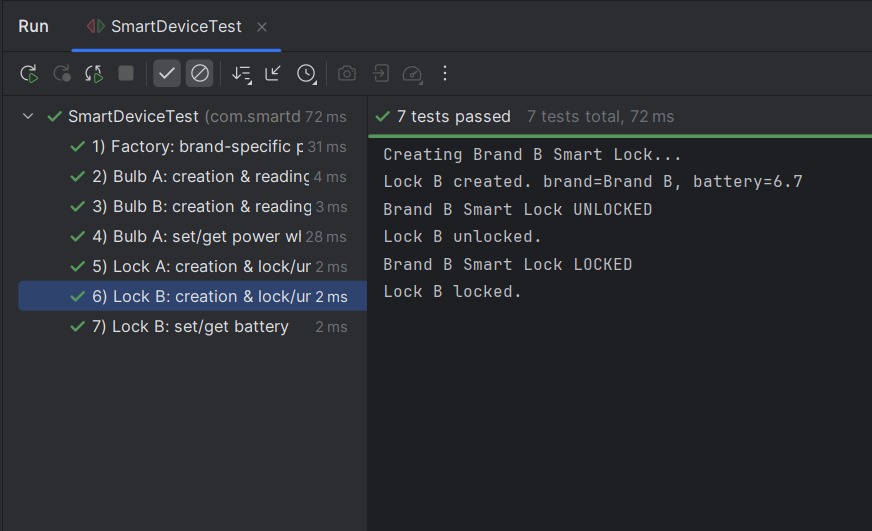 Run SmartDeviceTest
SmartDeviceTest (com.smartd 72 ms
1) Factory: brand-specific p 31 ms
2) Bulb A: creation & reading 4 ms
3) Bulb B: creation & reading 3 ms
4) Bulb A: set/get power wl 28 ms
5) Lock A: creation & lock/ur 2 ms
6) Lock B: creation & lock/ur 2 ms
7) Lock B: set/get battery 2 ms
7 tests passed 7 tests total, 72 ms
Creating Brand B Smart Lock...
Lock B created. brand=Brand B, battery=6.7
Brand B Smart Lock UNLOCKED
Lock B unlocked.
Brand B Smart Lock LOCKED
Lock B locked.